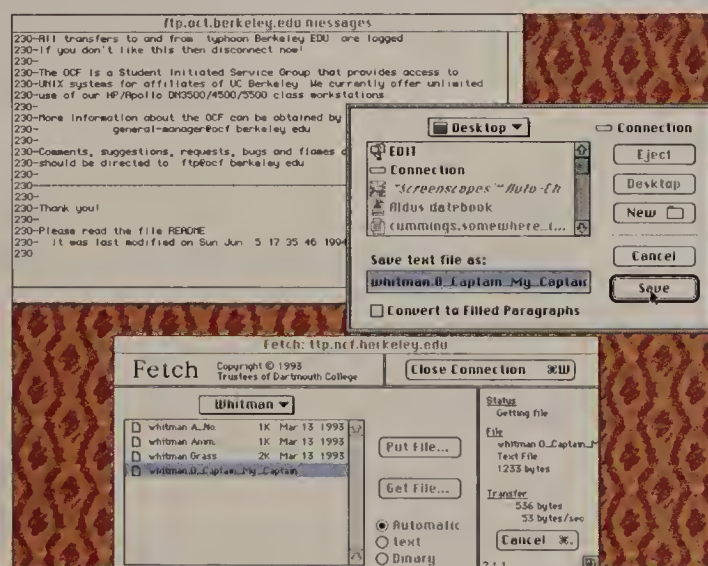 ftp.oct.berkeley.edu messages
230-All transfers to and from typhoon Berkeley EDU are logged
230-If you don't like this then disconnect now!
230-
230-The OCF Is a Student Initiated Service Group that provides access to
230-UNIX systems for affiliates of UC Berkeley We currently offer unlimited
230-use of our HP/Apollo DN3500/4500/5500 class workstations
230-
230-More information about the OCF can be obtained by
230- general-manager@ocf berkeley edu
230-
230-Comments, suggestions, requests, bugs and flames
230-should be directed to ftp@ocf berkeley edu
230-
230-
230-
230-Thank you!
230-
230-Please read the file README
230- it was last modified on Sun Jun 5 17 35 46 1994
230
Desktop
Connection
EDIT
Connection
"Screenscopes™ Auto-Ch
Aldus datebook
cummings.somewhere_i...
Eject
Desktop
New
Save text file as:
Cancel
whitman.O_Captain_My_Captain
Save
Convert to Filled Paragraphs
Fetch: ftp.ocf.berkeley.edu
Fetch
Copyright © 1993
Trustees of Dartmouth College
Close Connection ⌘W
Whitman
whitman A_No. 1K Mar 13 1993
whitman Anim. 1K Mar 13 1993
whitman Grass 2K Mar 13 1993
whitman.O_Captain_My_Captain
Put File...
Get File...
Automatic
Text
Binary
Status
Getting file
File
whitman O_Captain_M
Text File
1233 bytes
Transfer
536 bytes
53 bytes/sec
Cancel ⌘.
2.1.1